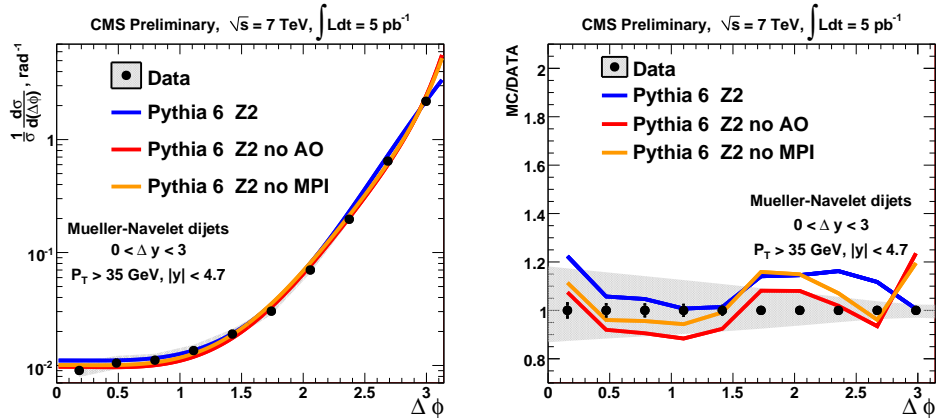 CMS Preliminary, √s = 7 TeV, ∫Ldt = 5 pb⁻¹
1/σ dσ/d(Δϕ), rad⁻¹
Data
Pythia 6 Z2
Pythia 6 Z2 no AO
Pythia 6 Z2 no MPI
Mueller-Navelet dijets
0 < Δ y < 3
P_T > 35 GeV, |y| < 4.7
1
10⁻¹
10⁻²
0 0.5 1 1.5 2 2.5 3
Δ ϕ
CMS Preliminary, √s = 7 TeV, ∫Ldt = 5 pb⁻¹
MC/DATA
Data
Pythia 6 Z2
Pythia 6 Z2 no AO
Pythia 6 Z2 no MPI
Mueller-Navelet dijets
0 < Δ y < 3
P_T > 35 GeV, |y| < 4.7
2
1.8
1.6
1.4
1.2
1
0.8
0 0.5 1 1.5 2 2.5 3
Δ ϕ